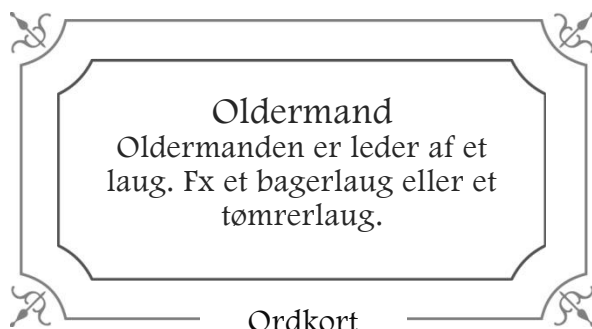 Oldermand
Oldermanden er leder af et
laug. Fx et bagerlaug eller et
tømrerlaug.
Ordkort